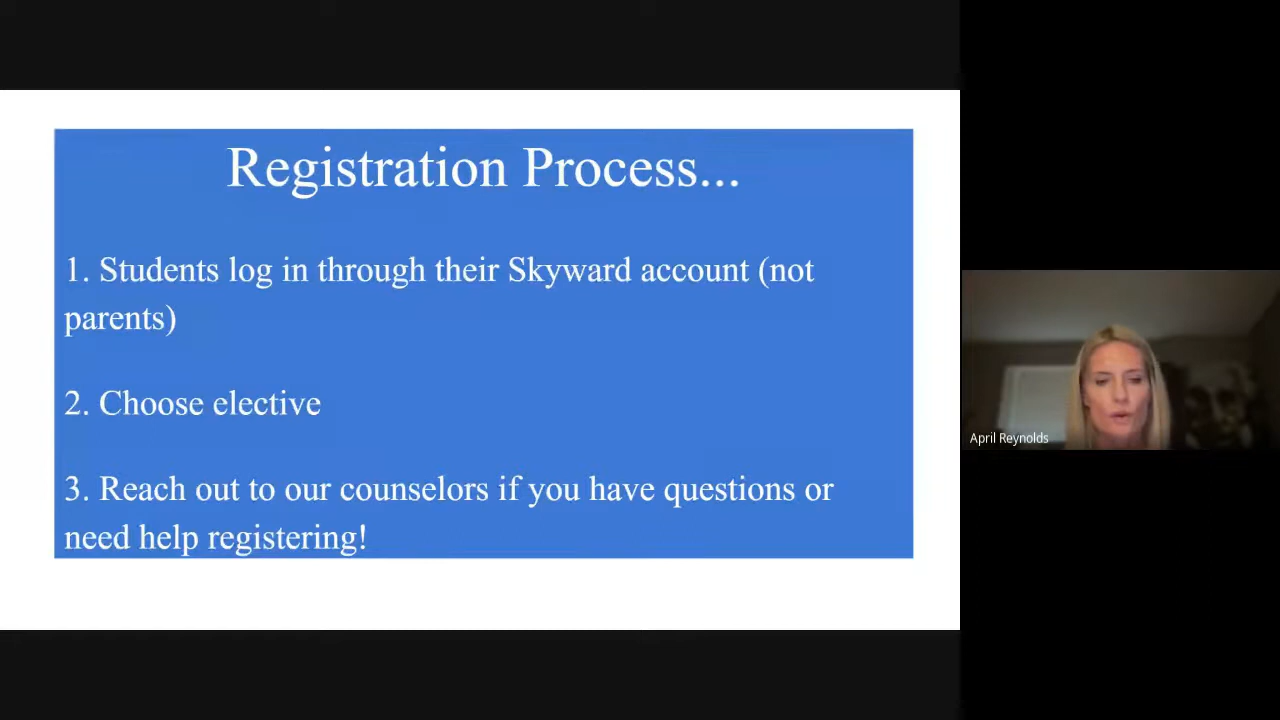 Registration Process...
1. Students log in through their Skyward account (not
parents)
2. Choose elective
3. Reach out to our counselors if you have questions or
need help registering!
April Reynolds